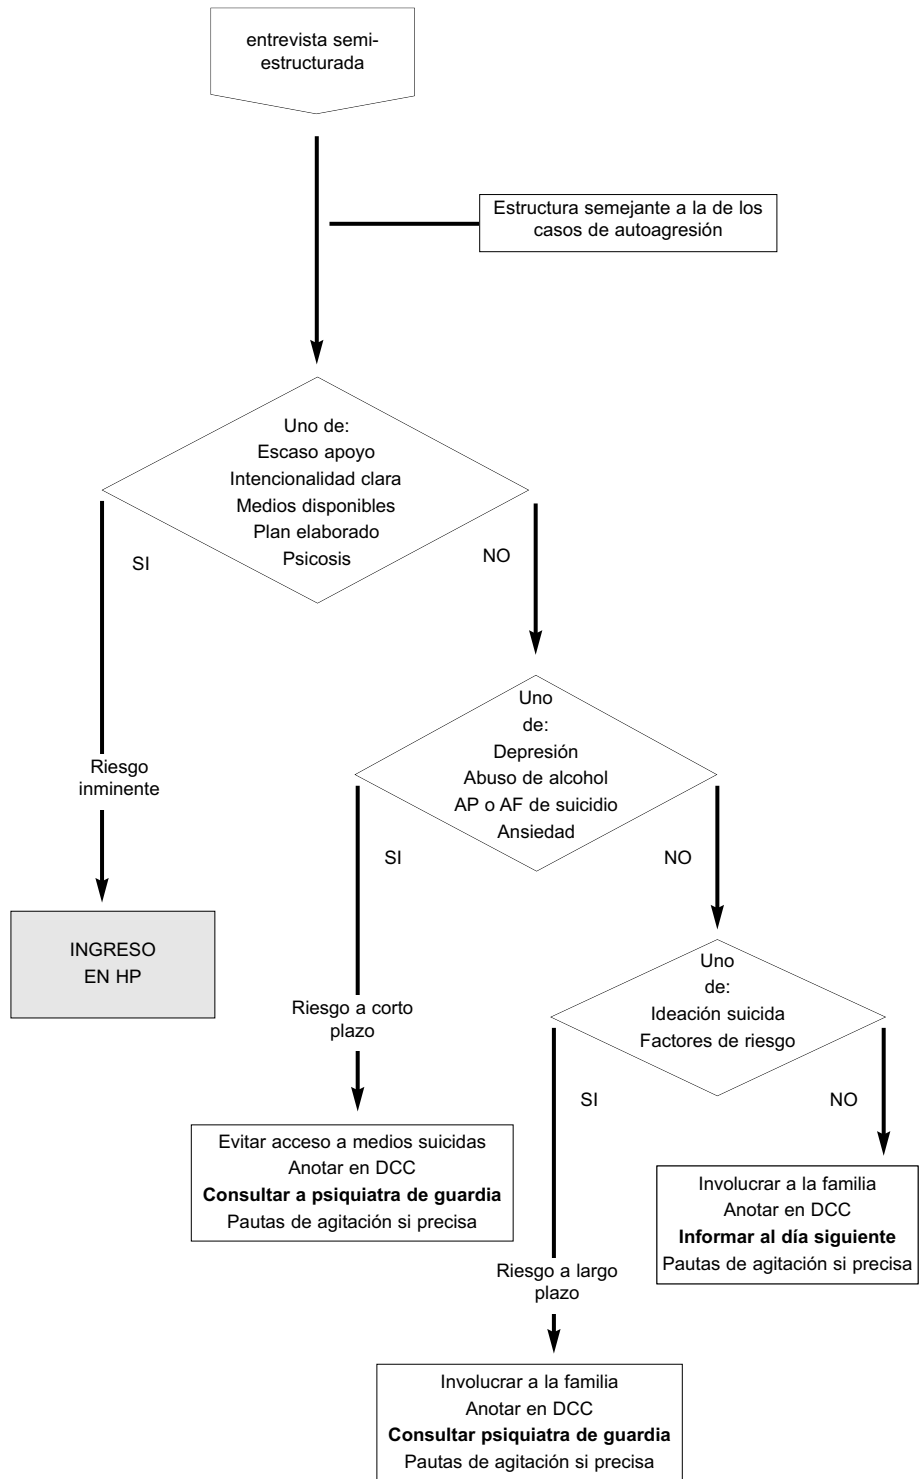 entrevista semi-
estructurada
Estructura semejante a la de los
casos de autoagresión
Uno de:
Escaso apoyo
Intencionalidad clara
Medios disponibles
Plan elaborado
Psicosis
SI
NO
Riesgo
inminente
INGRESO
EN HP
Uno
de:
Depresión
Abuso de alcohol
AP o AF de suicidio
Ansiedad
SI
NO
Riesgo a corto
plazo
Evitar acceso a medios suicidas
Anotar en DCC
Consultar a psiquiatra de guardia
Pautas de agitación si precisa
Uno
de:
Ideación suicida
Factores de riesgo
SI
NO
Involucrar a la familia
Anotar en DCC
Informar al día siguiente
Pautas de agitación si precisa
Riesgo a largo
plazo
Involucrar a la familia
Anotar en DCC
Consultar psiquiatra de guardia
Pautas de agitación si precisa